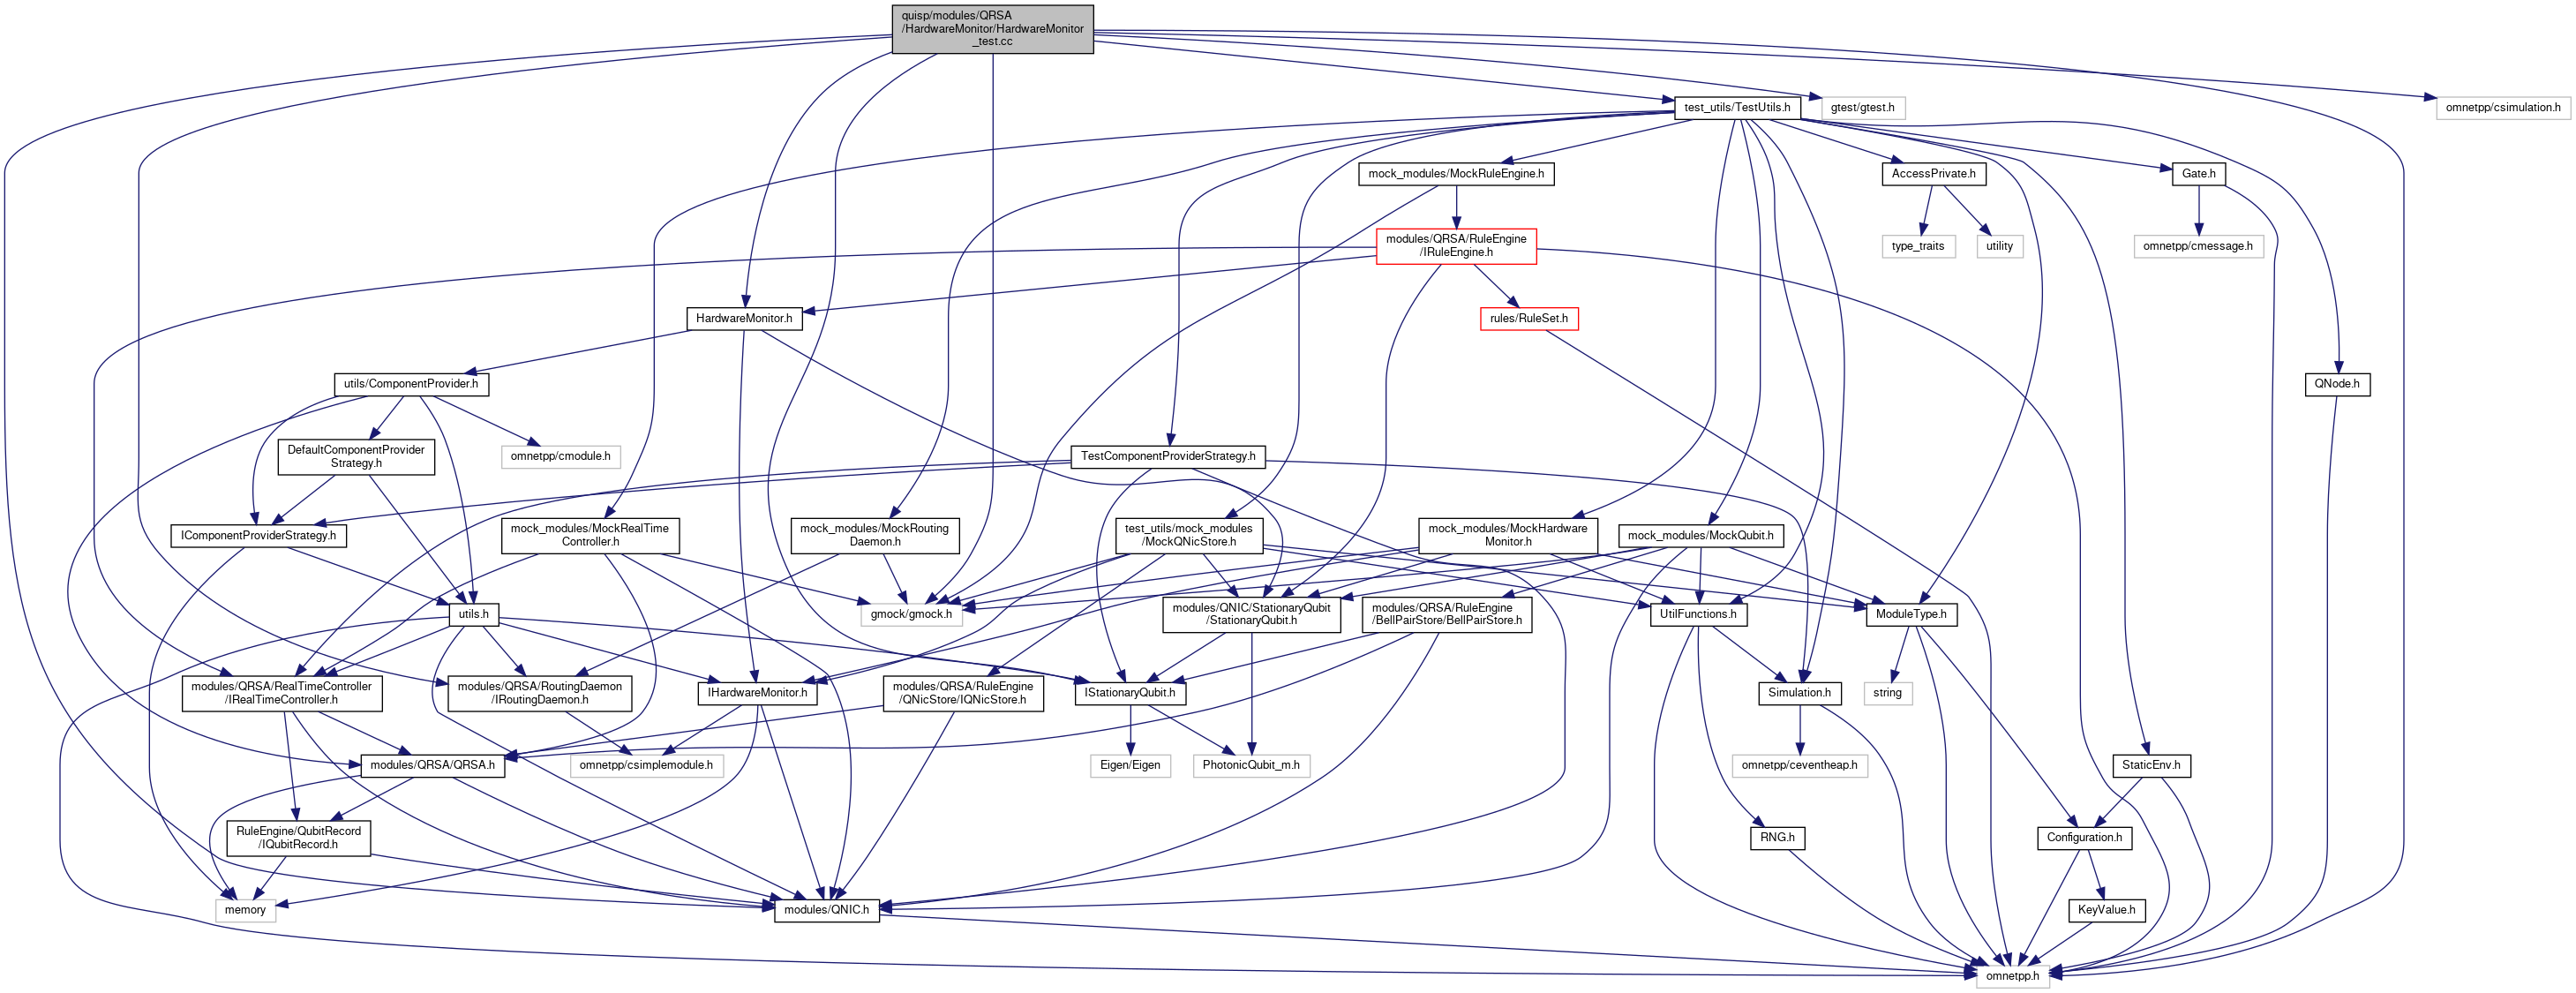 quisp/modules/QRSA
/HardwareMonitor/HardwareMonitor
_test.cc
test_utils/TestUtils.h
gtest/gtest.h
omnetpp/csimulation.h
mock_modules/MockRuleEngine.h
AccessPrivate.h
Gate.h
modules/QRSA/RuleEngine
/IRuleEngine.h
type_traits
utility
omnetpp/cmessage.h
HardwareMonitor.h
rules/RuleSet.h
utils/ComponentProvider.h
QNode.h
DefaultComponentProvider
Strategy.h
omnetpp/cmodule.h
TestComponentProviderStrategy.h
IComponentProviderStrategy.h
mock_modules/MockRealTime
Controller.h
mock_modules/MockRouting
Daemon.h
test_utils/mock_modules
/MockQNicStore.h
mock_modules/MockHardware
Monitor.h
mock_modules/MockQubit.h
utils.h
gmock/gmock.h
modules/QNIC/StationaryQubit
/StationaryQubit.h
modules/QRSA/RuleEngine
/BellPairStore/BellPairStore.h
UtilFunctions.h
ModuleType.h
modules/QRSA/RealTimeController
/IRealTimeController.h
modules/QRSA/RoutingDaemon
/IRoutingDaemon.h
IHardwareMonitor.h
modules/QRSA/RuleEngine
/QNicStore/IQNicStore.h
IStationaryQubit.h
Simulation.h
string
modules/QRSA/QRSA.h
omnetpp/csimplemodule.h
Eigen/Eigen
PhotonicQubit_m.h
omnetpp/ceventheap.h
StaticEnv.h
RuleEngine/QubitRecord
/IQubitRecord.h
RNG.h
Configuration.h
memory
modules/QNIC.h
KeyValue.h
omnetpp.h